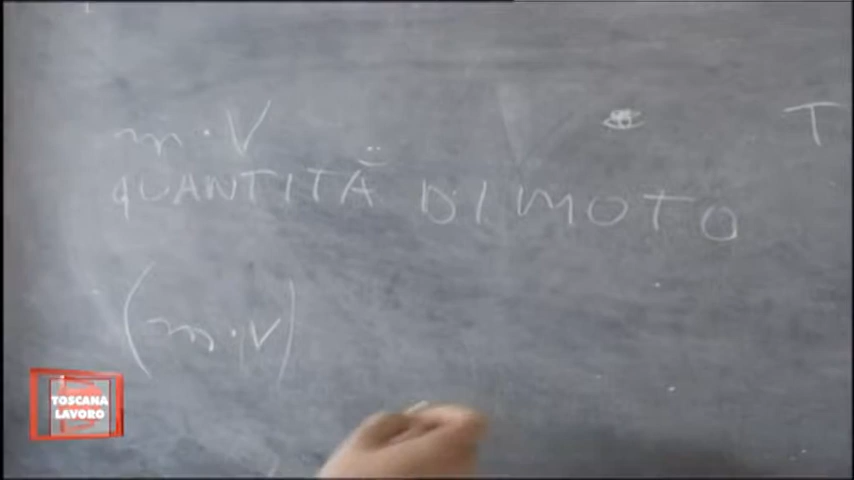 m · V
T
QUANTITÀ DI MOTO
(m · V)
TOSCANA
LAVORO